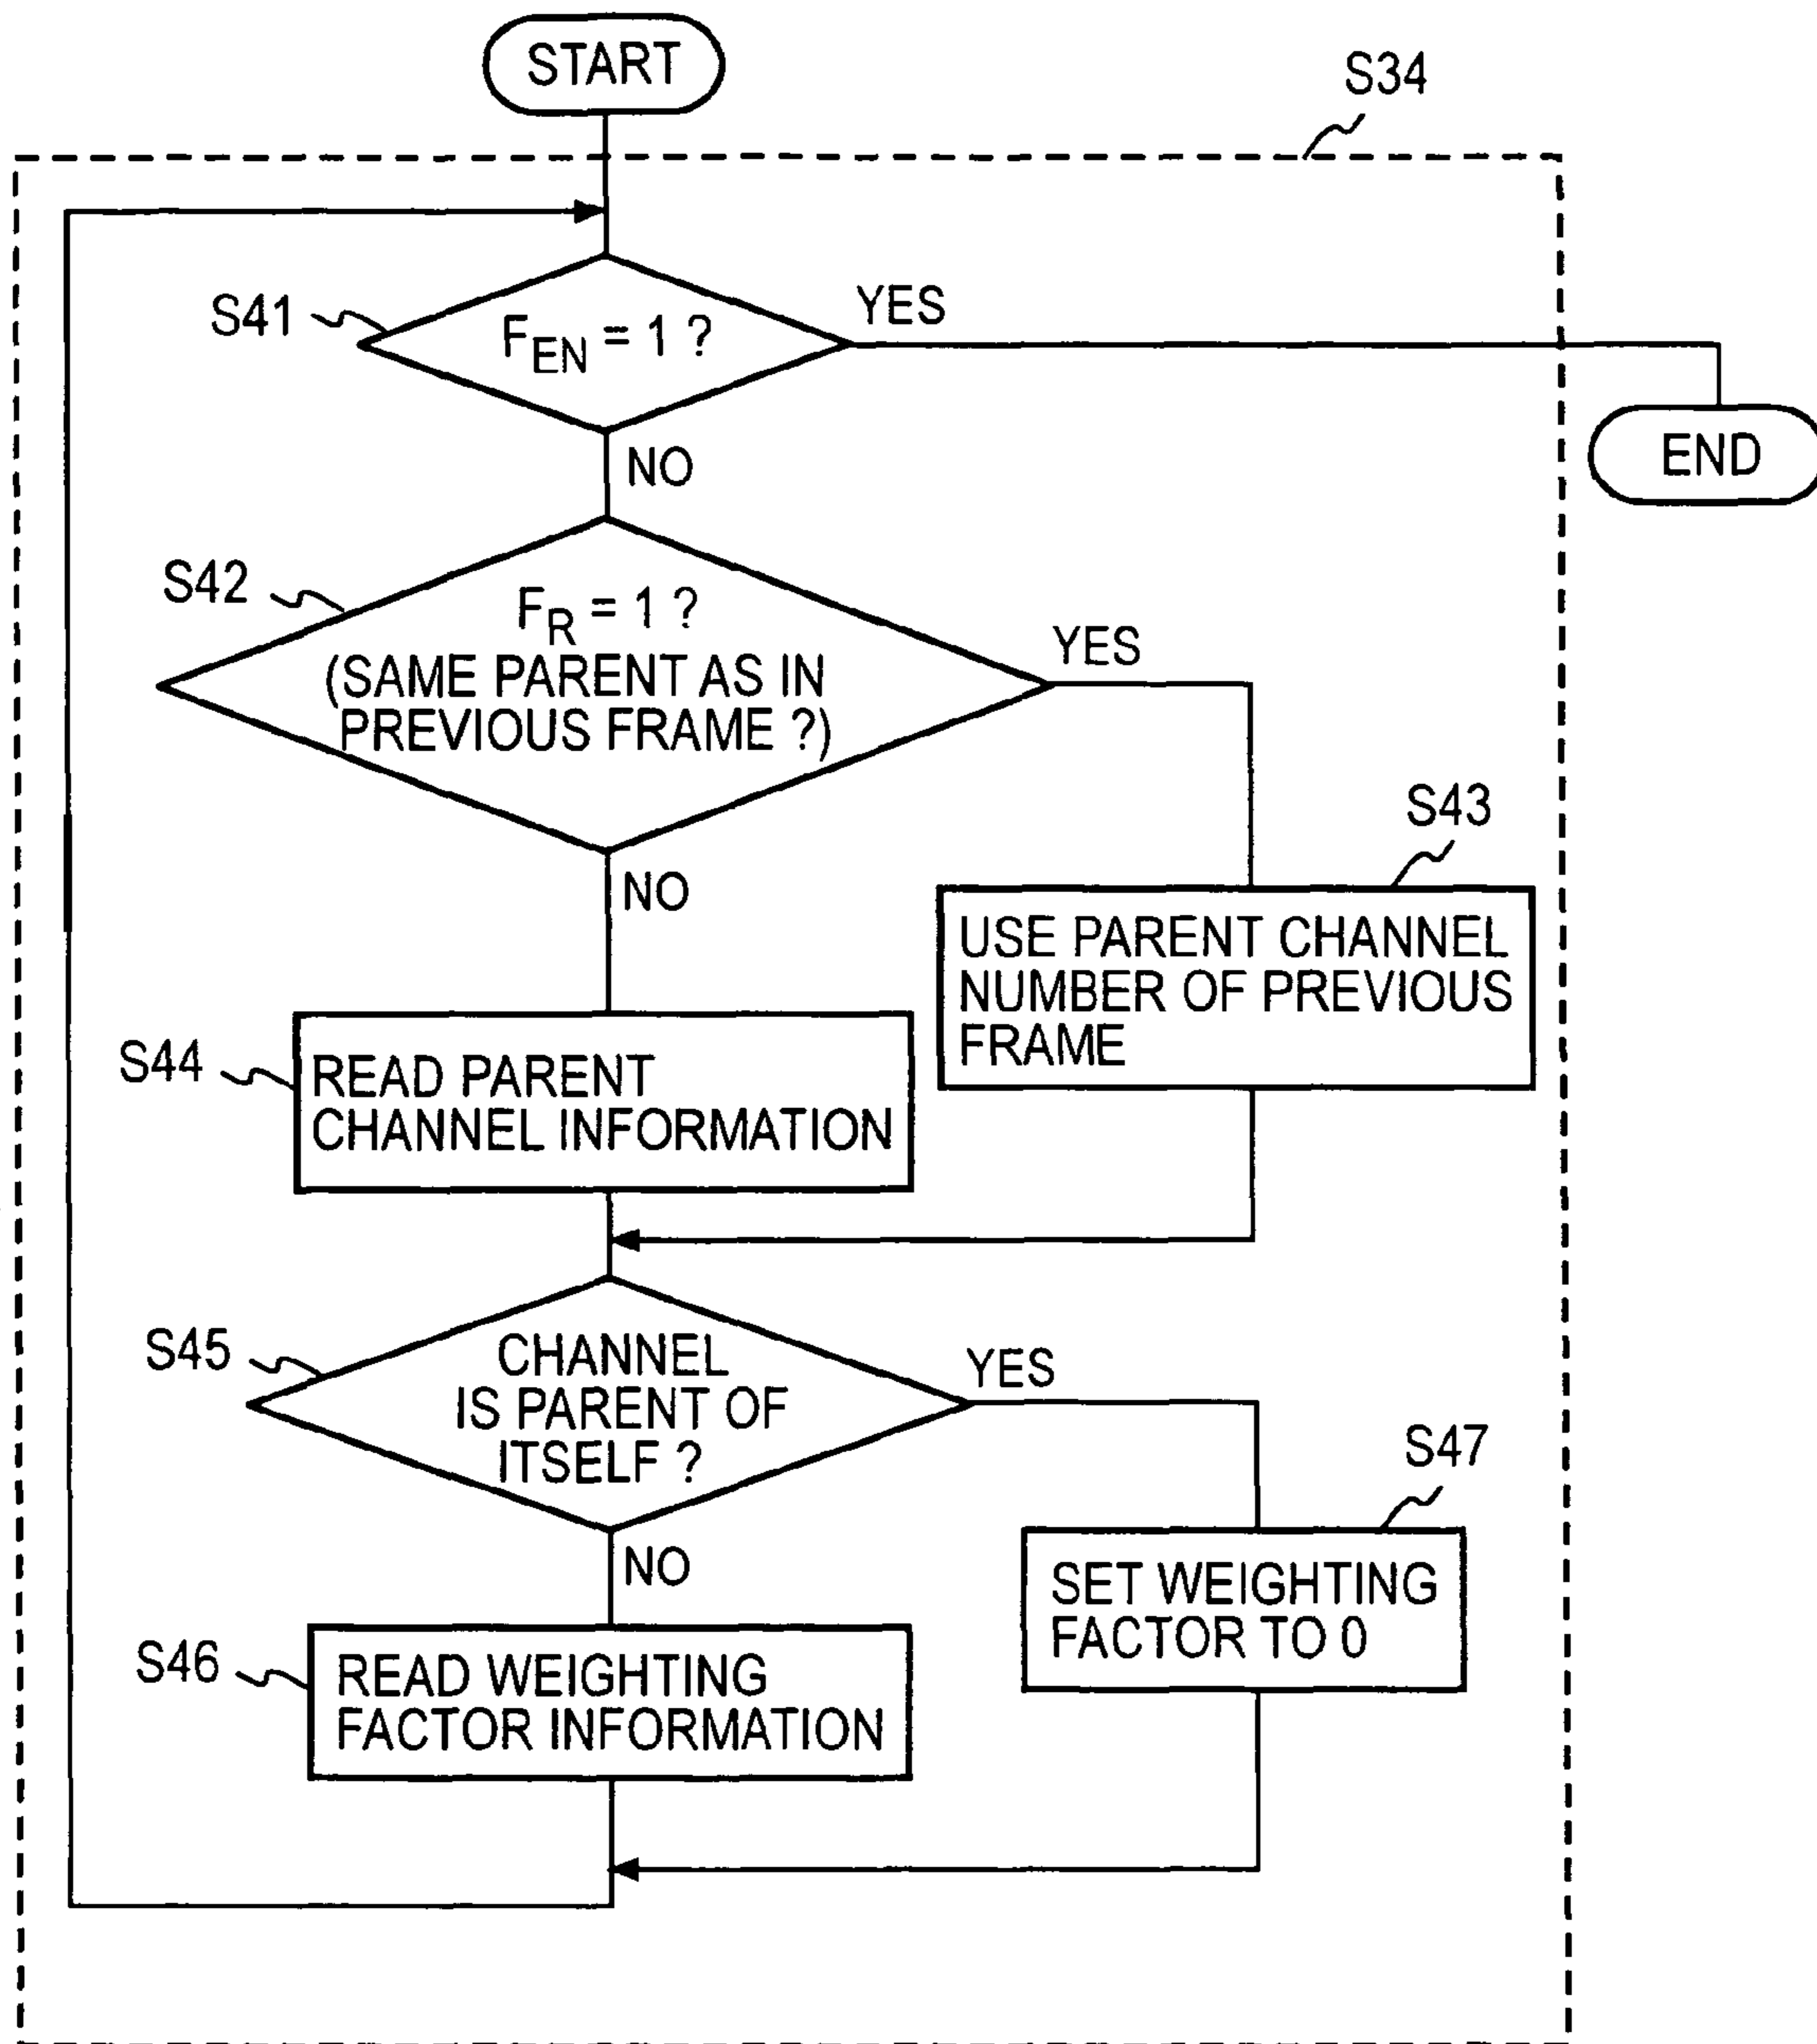 START
S34
S41
F_EN = 1 ?
YES
END
NO
S42
F_R = 1 ?
(SAME PARENT AS IN
PREVIOUS FRAME ?)
YES
S43
NO
USE PARENT CHANNEL
NUMBER OF PREVIOUS
FRAME
S44
READ PARENT
CHANNEL INFORMATION
S45
CHANNEL
IS PARENT OF
ITSELF ?
YES
S47
NO
SET WEIGHTING
FACTOR TO 0
S46
READ WEIGHTING
FACTOR INFORMATION